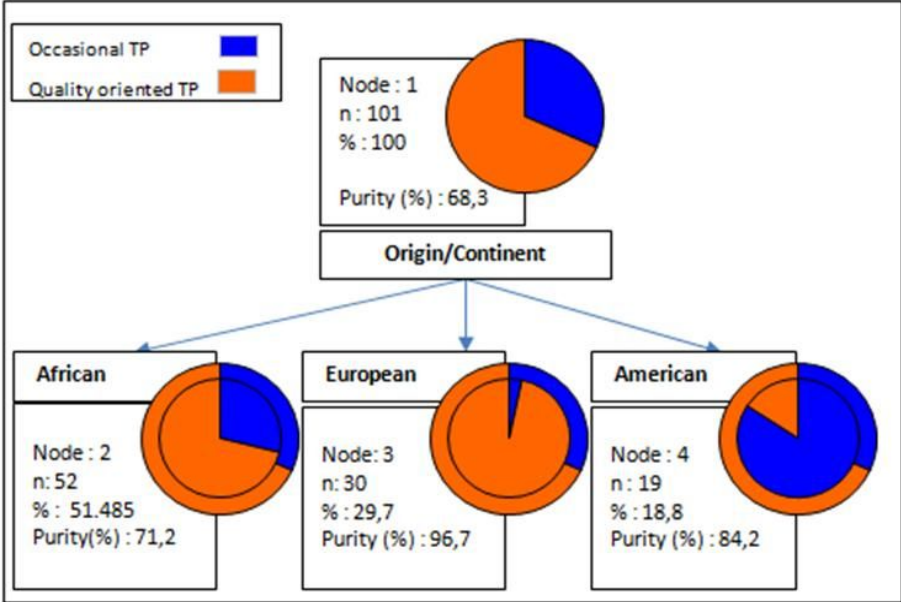 Occasional TP
Quality oriented TP
Node : 1
n : 101
% : 100
Purity (%) : 68,3
Origin/Continent
African
Node : 2
n: 52
% : 51.485
Purity(%) : 71,2
European
Node: 3
n: 30
% : 29,7
Purity (%) : 96,7
American
Node : 4
n : 19
% : 18,8
Purity (%) : 84,2